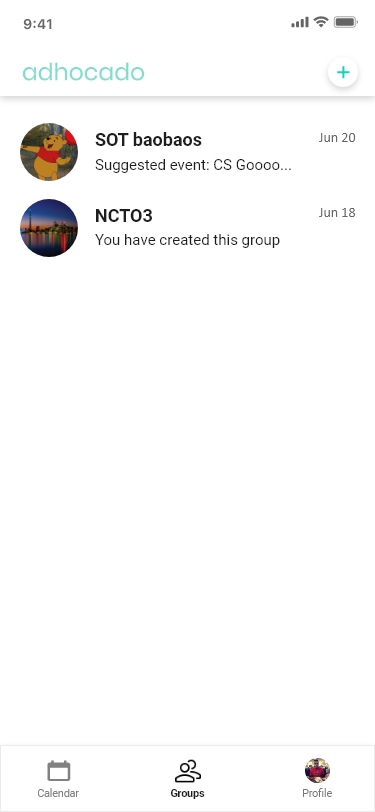 9:41
adhocado
SOT baobaos
Jun 20
Suggested event: CS Goooo...
NCTO3
Jun 18
You have created this group
Calendar
Groups
Profile